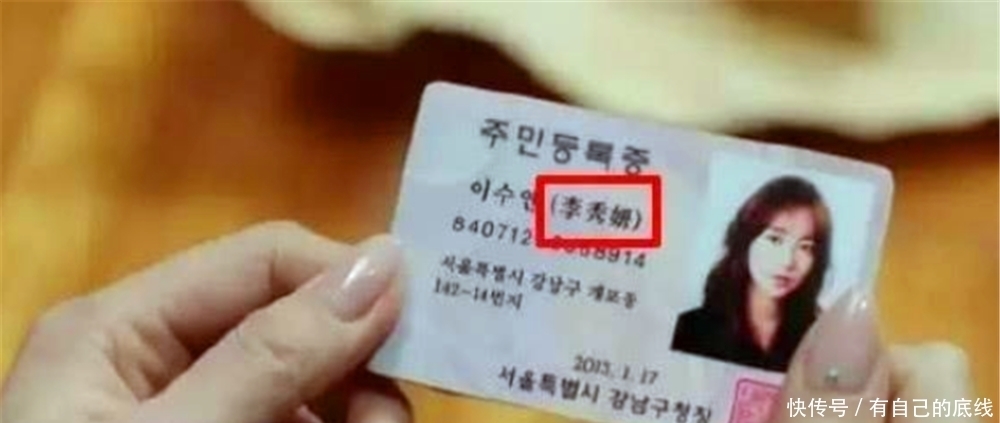 주민등록증
이수연 (李秀姸)
840712
서울특별시 강남구 개포동
142-14번지
2013.1.17
서울특별시 강남구청장
快传号/有自己的底线